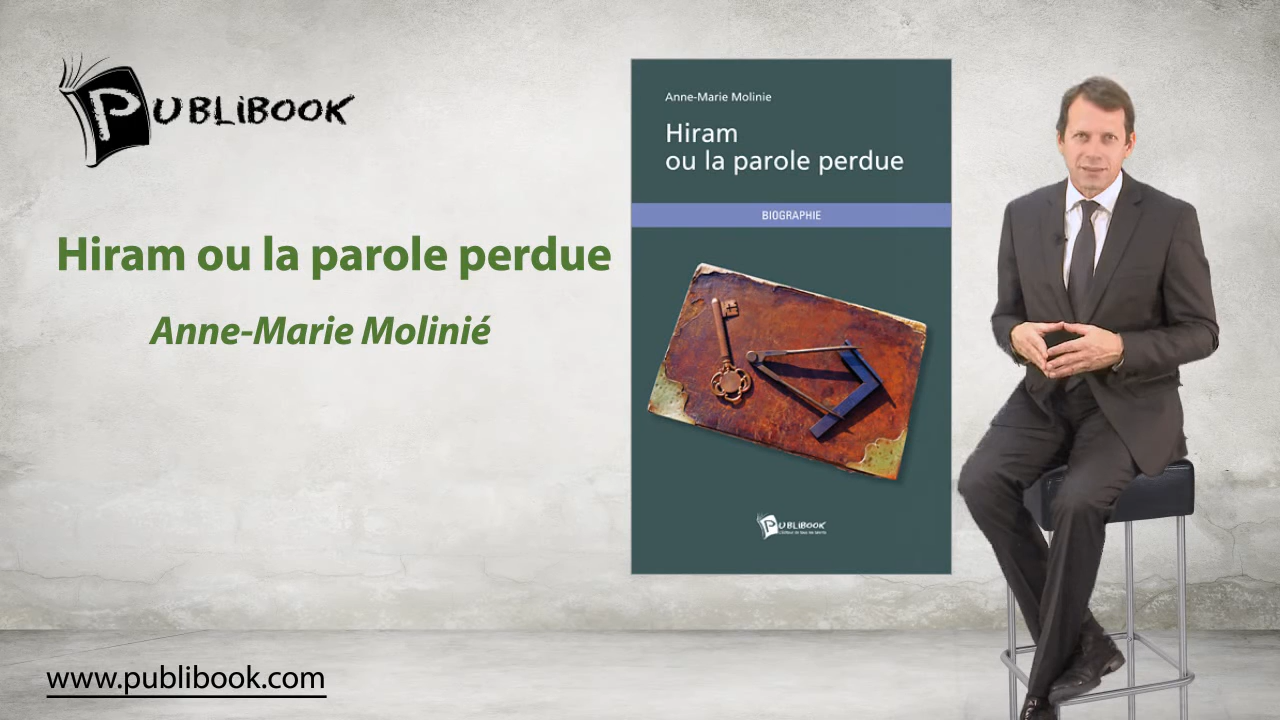 PUBLiBOOK
Hiram ou la parole perdue
Anne-Marie Molinié
www.publibook.com
Anne-Marie Molinie
Hiram
ou la parole perdue
BIOGRAPHIE
PUBLiBOOK